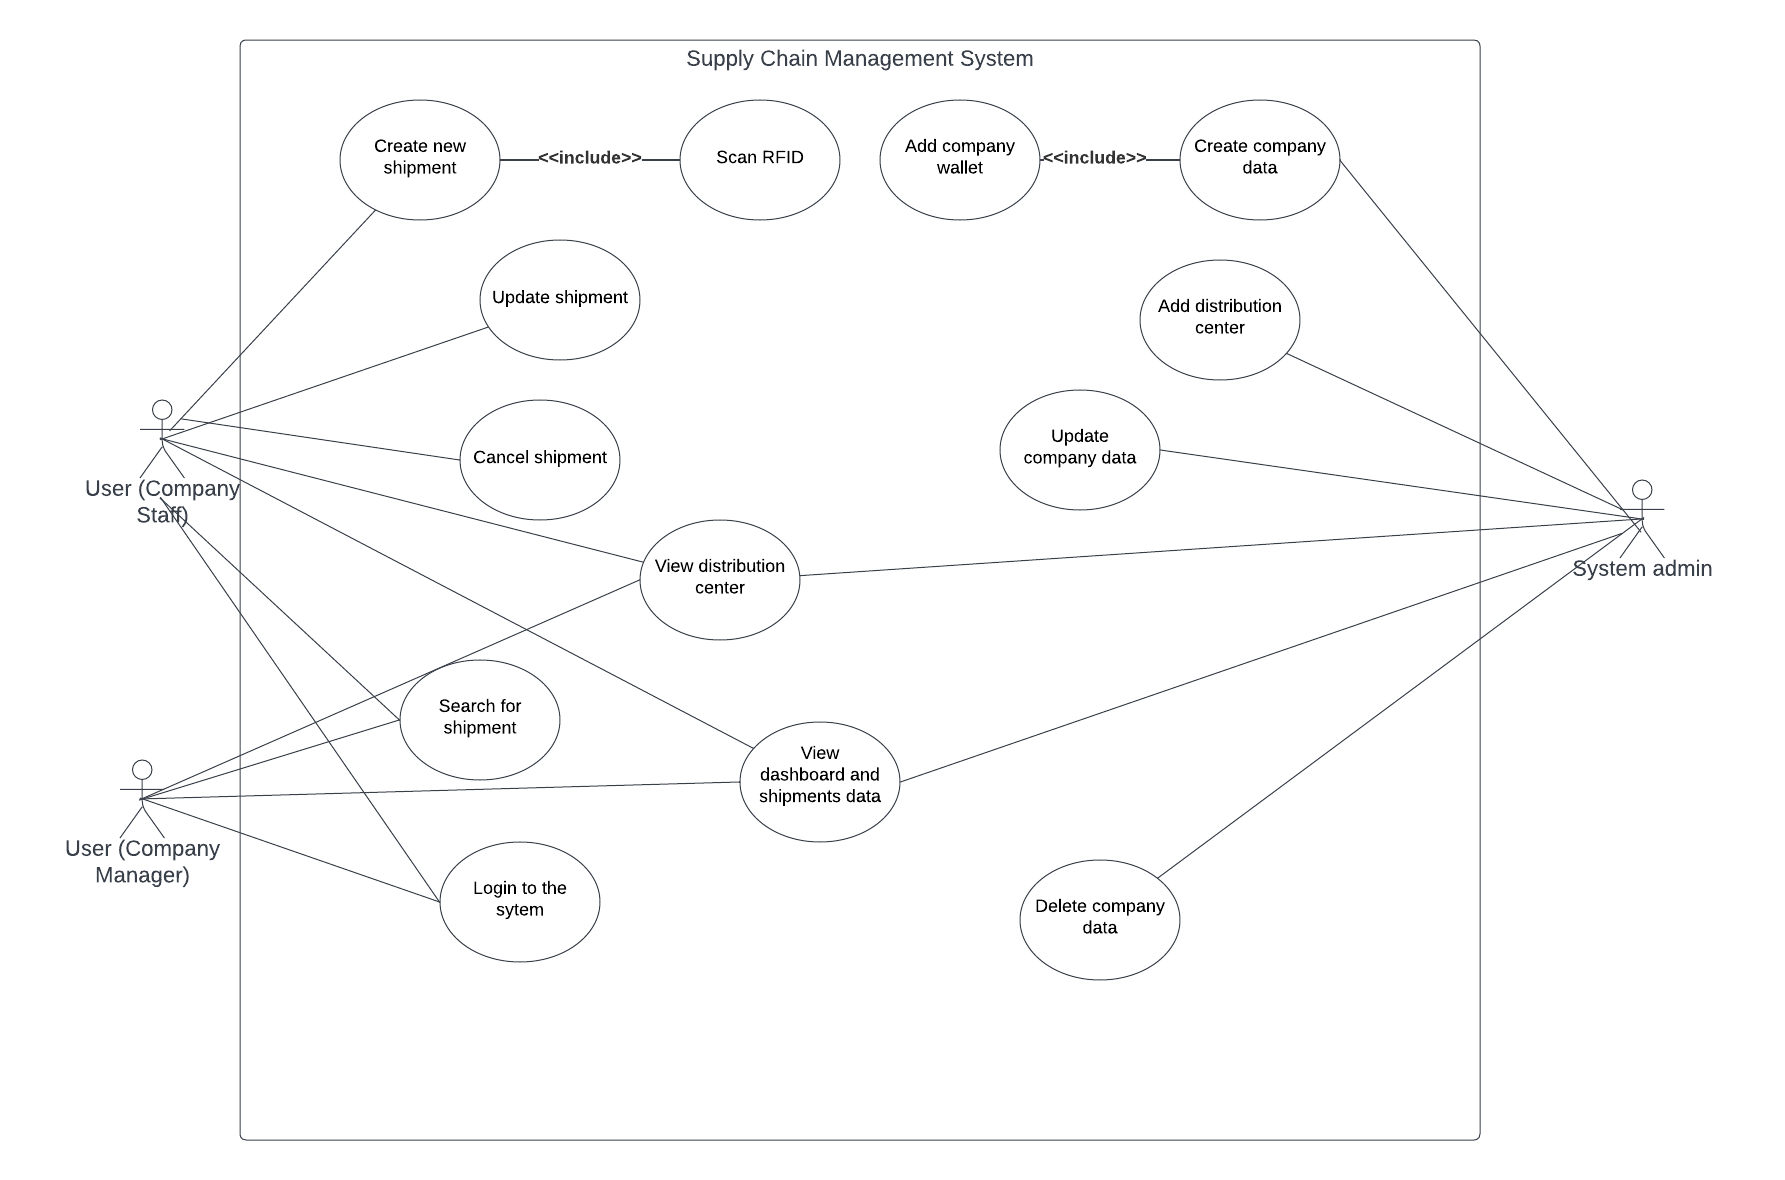 Supply Chain Management System
Create new
shipment
<<include>>
Scan RFID
Add company
wallet
<<include>>
Create company
data
Update shipment
Add distribution
center
Cancel shipment
Update
company data
User (Company
Staff)
View distribution
center
System admin
Search for
shipment
View
dashboard and
shipments data
User (Company
Manager)
Login to the
sytem
Delete company
data